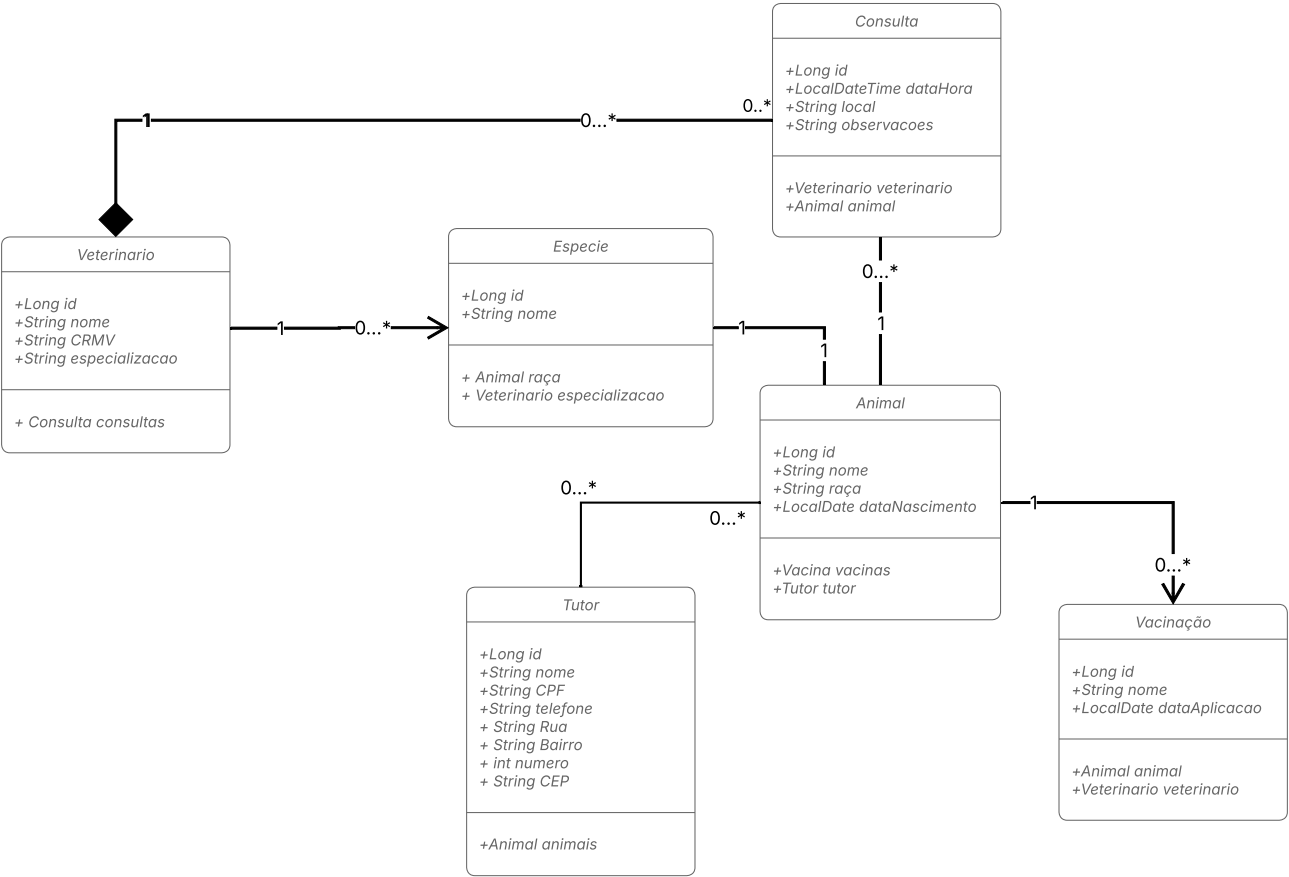 Consulta
+Long id
+LocalDateTime dataHora
+String local
+String observacoes
+Veterinario veterinario
+Animal animal
0..*
1
0...*
Veterinario
+Long id
+String nome
+String CRMV
+String especializacao
+ Consulta consultas
1
0...*
Especie
+Long id
+String nome
+ Animal raça
+ Veterinario especializacao
1
1
0...*
1
Animal
+Long id
+String nome
+String raça
+LocalDate dataNascimento
+Vacina vacinas
+Tutor tutor
0...*
0...*
1
0...*
Tutor
+Long id
+String nome
+String CPF
+String telefone
+ String Rua
+ String Bairro
+ int numero
+ String CEP
+Animal animais
Vacinação
+Long id
+String nome
+LocalDate dataAplicacao
+Animal animal
+Veterinario veterinario